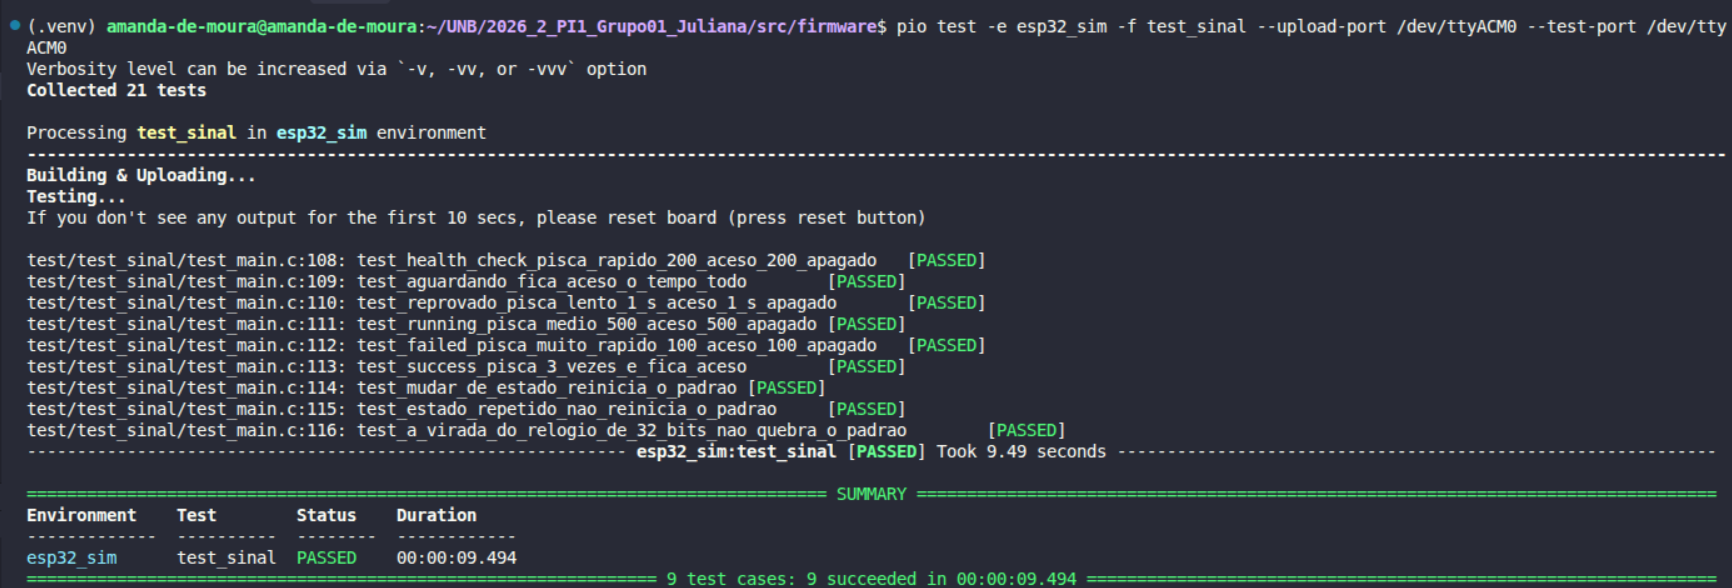 (.venv) amanda-de-moura@amanda-de-moura:~/UNB/2026_2_PI1_Grupo01_Juliana/src/firmware$ pio test -e esp32_sim -f test_sinal --upload-port /dev/ttyACM0 --test-port /dev/tty
ACM0
Verbosity level can be increased via `-v, -vv, or -vvv` option
Collected 21 tests
Processing test_sinal in esp32_sim environment
--------------------------------------------------------------------------------
Building & Uploading...
Testing...
If you don't see any output for the first 10 secs, please reset board (press reset button)
test/test_sinal/test_main.c:108: test_health_check_pisca_rapido_200_aceso_200_apagado [PASSED]
test/test_sinal/test_main.c:109: test_aguardando_fica_aceso_o_tempo_todo [PASSED]
test/test_sinal/test_main.c:110: test_reprovado_pisca_lento_1_s_aceso_1_s_apagado [PASSED]
test/test_sinal/test_main.c:111: test_running_pisca_medio_500_aceso_500_apagado [PASSED]
test/test_sinal/test_main.c:112: test_failed_pisca_muito_rapido_100_aceso_100_apagado [PASSED]
test/test_sinal/test_main.c:113: test_success_pisca_3_vezes_e_fica_aceso [PASSED]
test/test_sinal/test_main.c:114: test_mudar_de_estado_reinicia_o_padrao [PASSED]
test/test_sinal/test_main.c:115: test_estado_repetido_nao_reinicia_o_padrao [PASSED]
test/test_sinal/test_main.c:116: test_a_virada_do_relogio_de_32_bits_nao_quebra_o_padrao [PASSED]
------------------------------------------------------------ esp32_sim:test_sinal [PASSED] Took 9.49 seconds ------------------------------------------------------------
================================================================================ SUMMARY ================================================================================
Environment Test Status Duration
------------- ---------- -------- ------------
esp32_sim test_sinal PASSED 00:00:09.494
=============================================================== 9 test cases: 9 succeeded in 00:00:09.494 ===============================================================